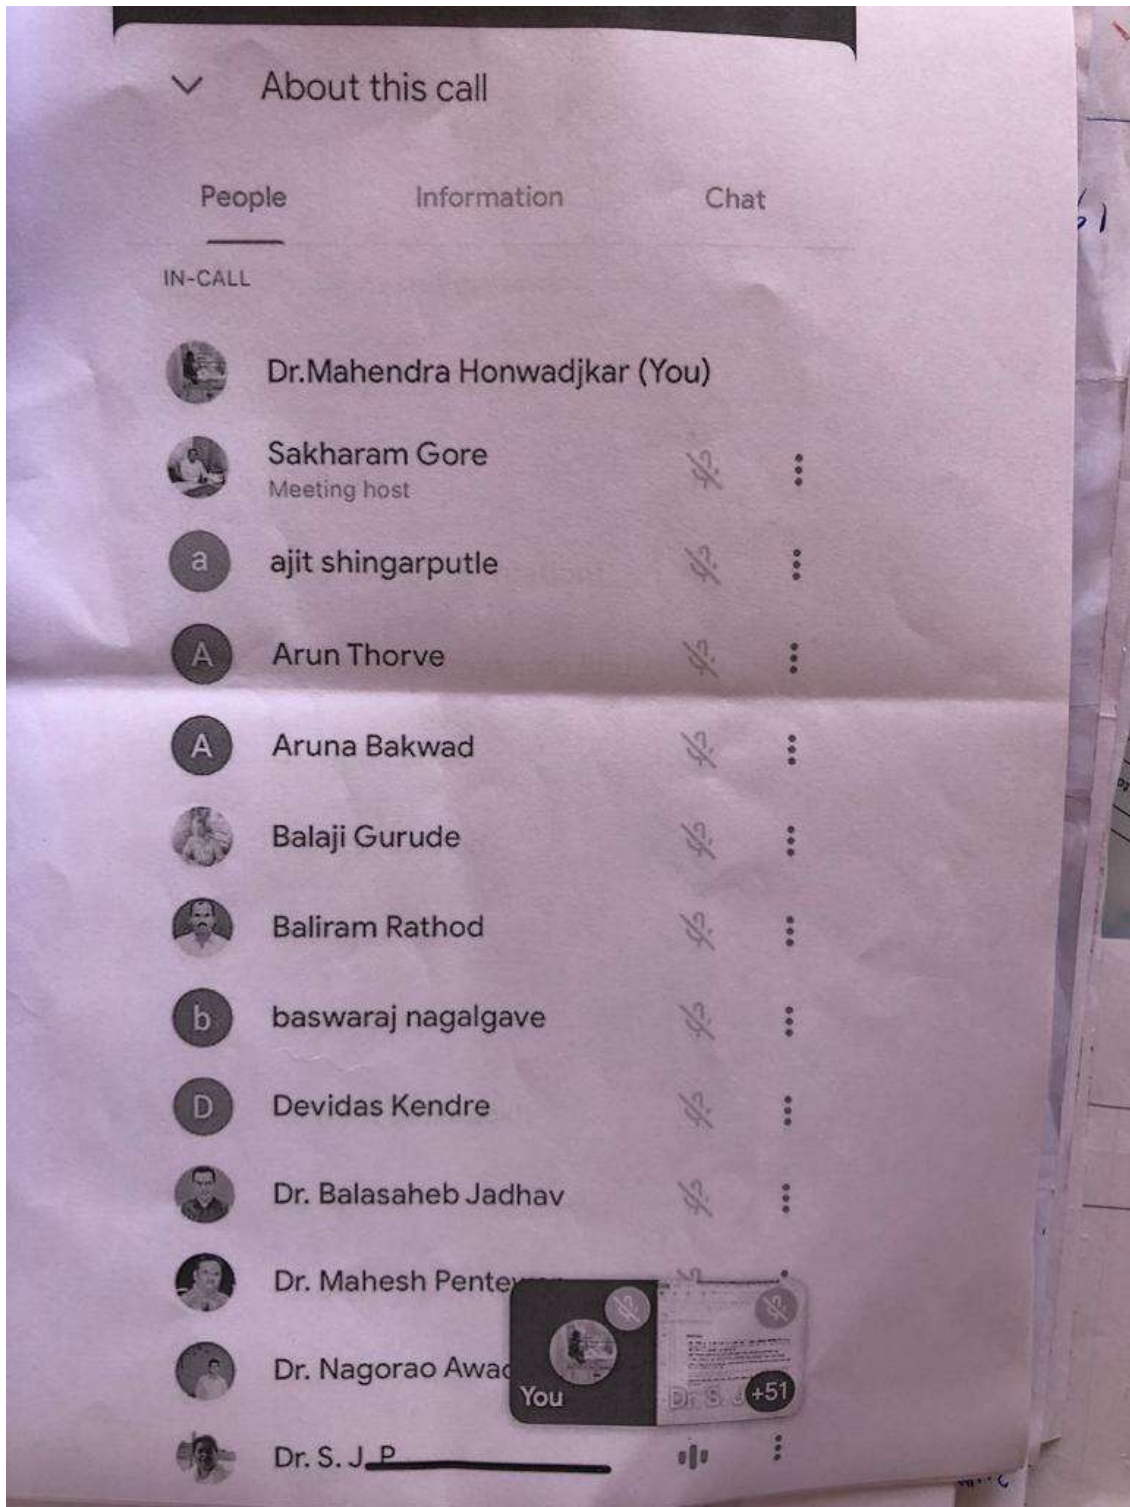 About this call
People Information Chat
IN-CALL
Dr.Mahendra Honwadjkar (You)
Sakharam Gore
Meeting host
a ajit shingarputle
A Arun Thorve
A Aruna Bakwad
Balaji Gurude
Baliram Rathod
b baswaraj nagalgave
D Devidas Kendre
Dr. Balasaheb Jadhav
Dr. Mahesh
Dr. Nagorao
You Dr. S. J +51
Dr. S. J. P